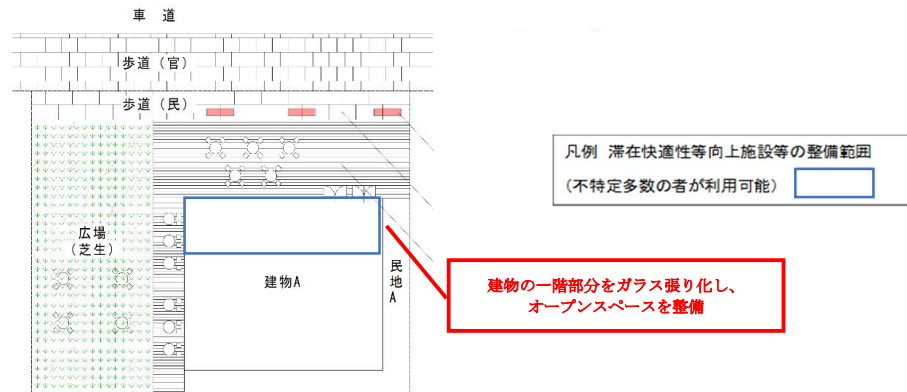 車 道
歩道（官）
歩道（民）
広場
（芝生）
建物A
民地A
凡例 滞在快適性等向上施設等の整備範囲
（不特定多数の者が利用可能）
建物の一階部分をガラス張り化し、
オープンスペースを整備